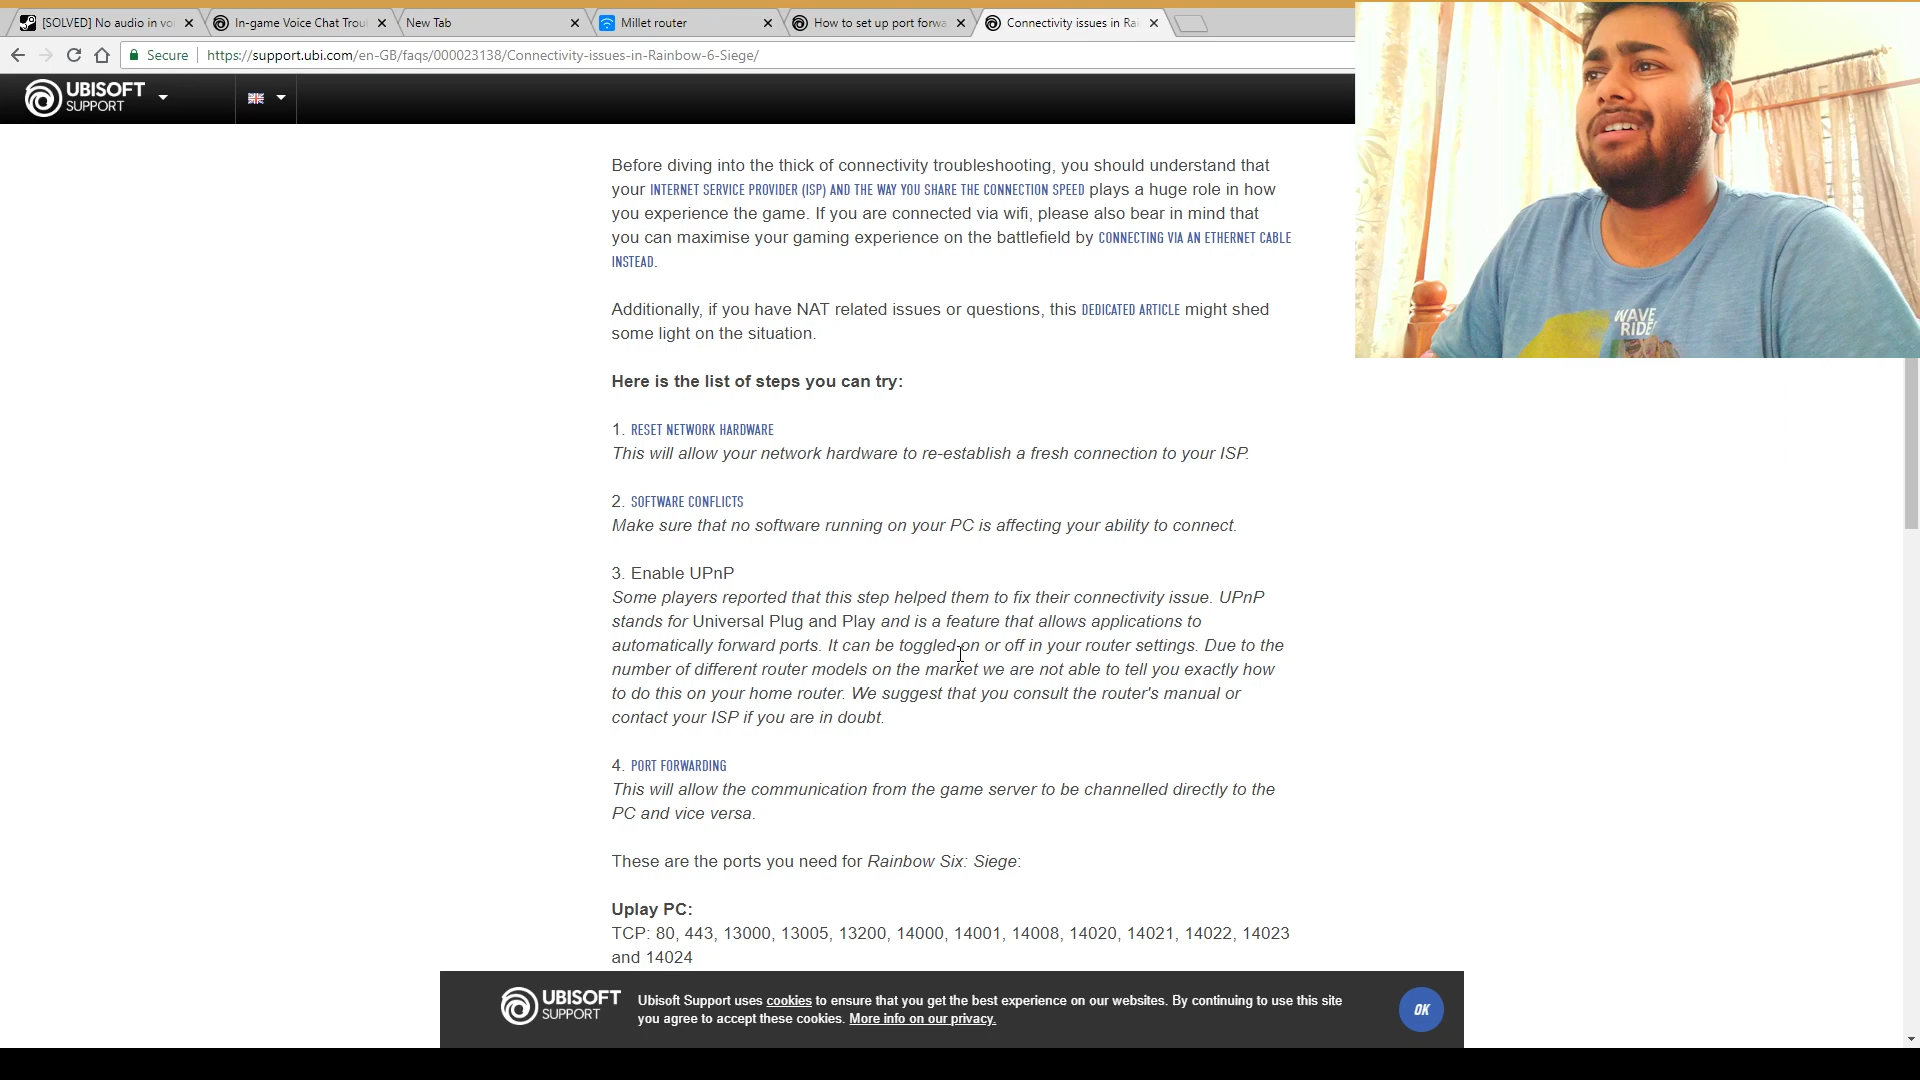 [SOLVED] No audio in vo
In-game Voice Chat Trou
New Tab
Millet router
How to set up port forwa
Connectivity issues in Ra
Secure
https://support.ubi.com/en-GB/faqs/000023138/Connectivity-issues-in-Rainbow-6-Siege/
UBISOFT
SUPPORT
Before diving into the thick of connectivity troubleshooting, you should understand that
your INTERNET SERVICE PROVIDER (ISP) AND THE WAY YOU SHARE THE CONNECTION SPEED plays a huge role in how
you experience the game. If you are connected via wifi, please also bear in mind that
you can maximise your gaming experience on the battlefield by CONNECTING VIA AN ETHERNET CABLE
INSTEAD.
Additionally, if you have NAT related issues or questions, this DEDICATED ARTICLE might shed
some light on the situation.
Here is the list of steps you can try:
1. RESET NETWORK HARDWARE
This will allow your network hardware to re-establish a fresh connection to your ISP.
2. SOFTWARE CONFLICTS
Make sure that no software running on your PC is affecting your ability to connect.
3. Enable UPnP
Some players reported that this step helped them to fix their connectivity issue. UPnP
stands for Universal Plug and Play and is a feature that allows applications to
automatically forward ports. It can be toggled on or off in your router settings. Due to the
number of different router models on the market we are not able to tell you exactly how
to do this on your home router. We suggest that you consult the router's manual or
contact your ISP if you are in doubt.
4. PORT FORWARDING
This will allow the communication from the game server to be channelled directly to the
PC and vice versa.
These are the ports you need for Rainbow Six: Siege:
Uplay PC:
TCP: 80, 443, 13000, 13005, 13200, 14000, 14001, 14008, 14020, 14021, 14022, 14023
and 14024
UBISOFT
SUPPORT
Ubisoft Support uses cookies to ensure that you get the best experience on our websites. By continuing to use this site
you agree to accept these cookies. More info on our privacy.
OK
WAVE
RIDE